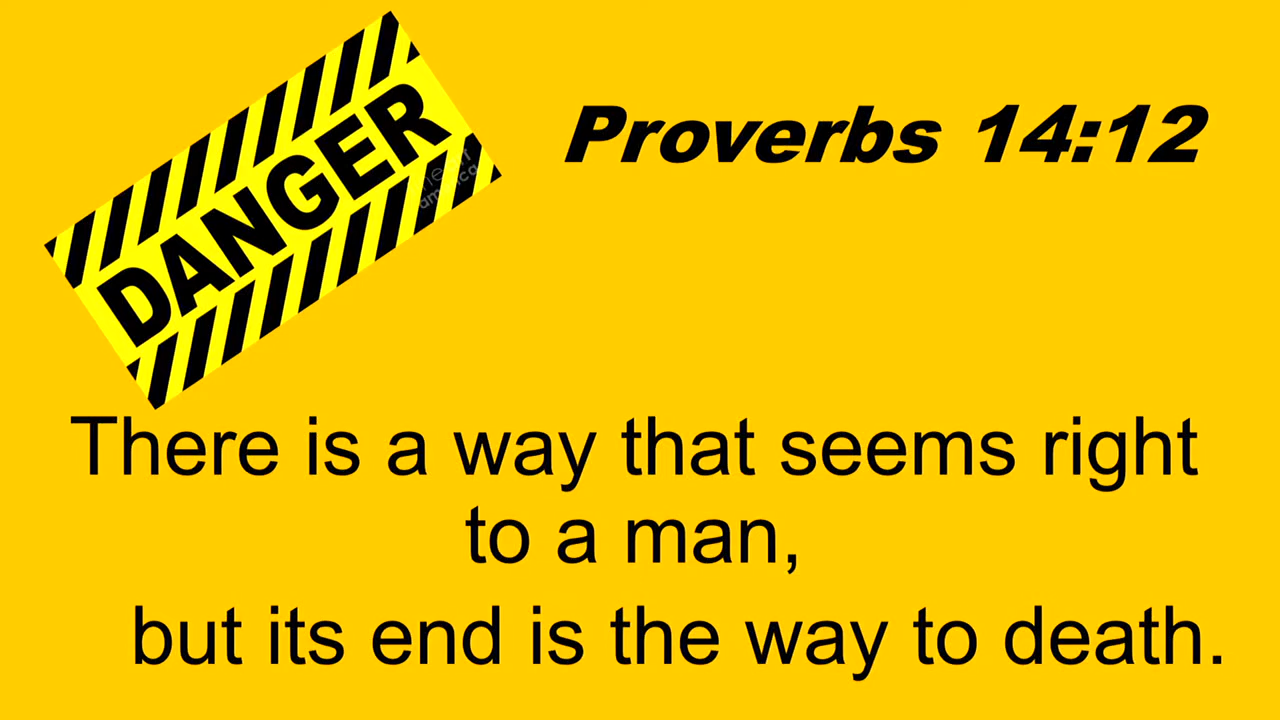 DANGER
Proverbs 14:12
There is a way that seems right
to a man,
but its end is the way to death.